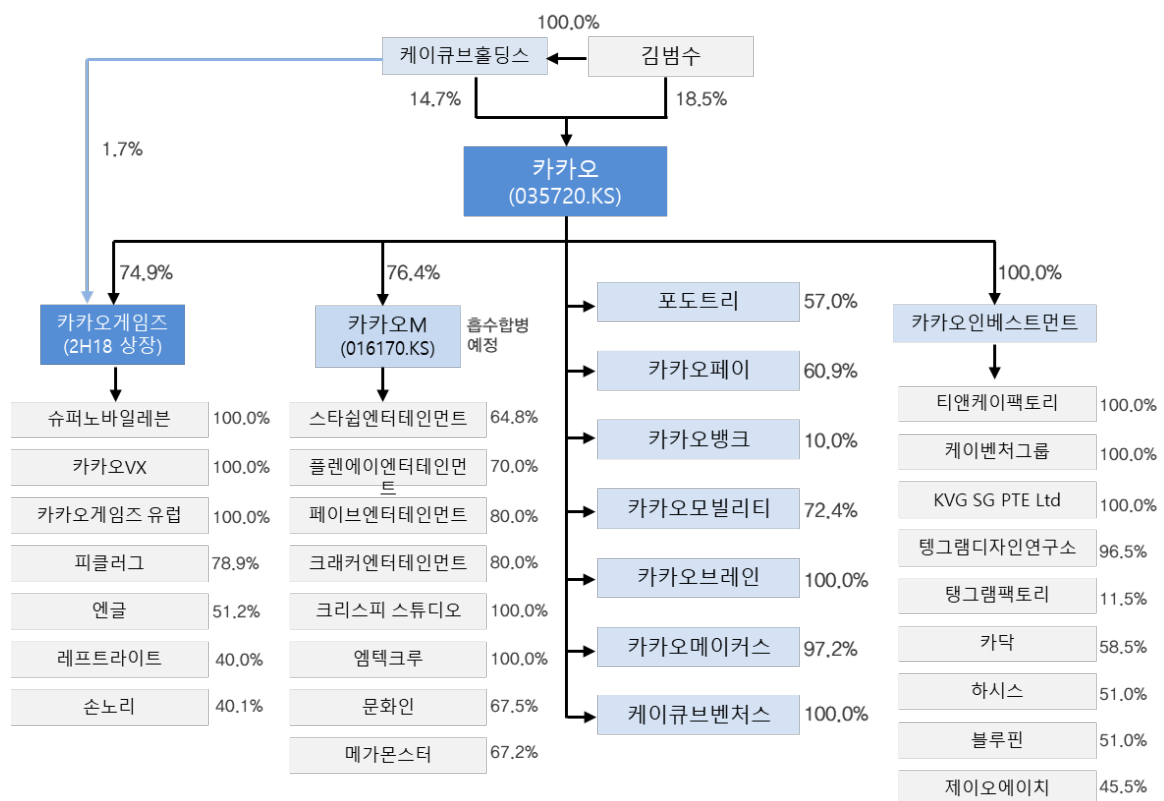 100.0%
케이큐브홀딩스
김범수
14.7%
18.5%
1.7%
카카오
(035720.KS)
74.9%
76.4%
100.0%
카카오게임즈
(2H18 상장)
슈퍼노바일레븐
100.0%
카카오VX
100.0%
카카오게임즈 유럽
100.0%
피클러그
78.9%
엔글
51.2%
레프트라이트
40.0%
손노리
40.1%
카카오M
(016170.KS)
흡수합병
예정
스타쉽엔터테인먼트
64.8%
플렌에이엔터테인먼
트
70.0%
페이브엔터테인먼트
80.0%
크래커엔터테인먼트
80.0%
크리스피 스튜디오
100.0%
엠텍크루
100.0%
문화인
67.5%
메가몬스터
67.2%
포도트리
57.0%
카카오페이
60.9%
카카오뱅크
10.0%
카카오모빌리티
72.4%
카카오브레인
100.0%
카카오메이커스
97.2%
케이큐브벤처스
100.0%
카카오인베스트먼트
티앤케이팩토리
100.0%
케이벤처그룹
100.0%
KVG SG PTE Ltd
100.0%
텡그램디자인연구소
96.5%
탱그램팩토리
11.5%
카닥
58.5%
하시스
51.0%
블루핀
51.0%
제이오에이치
45.5%